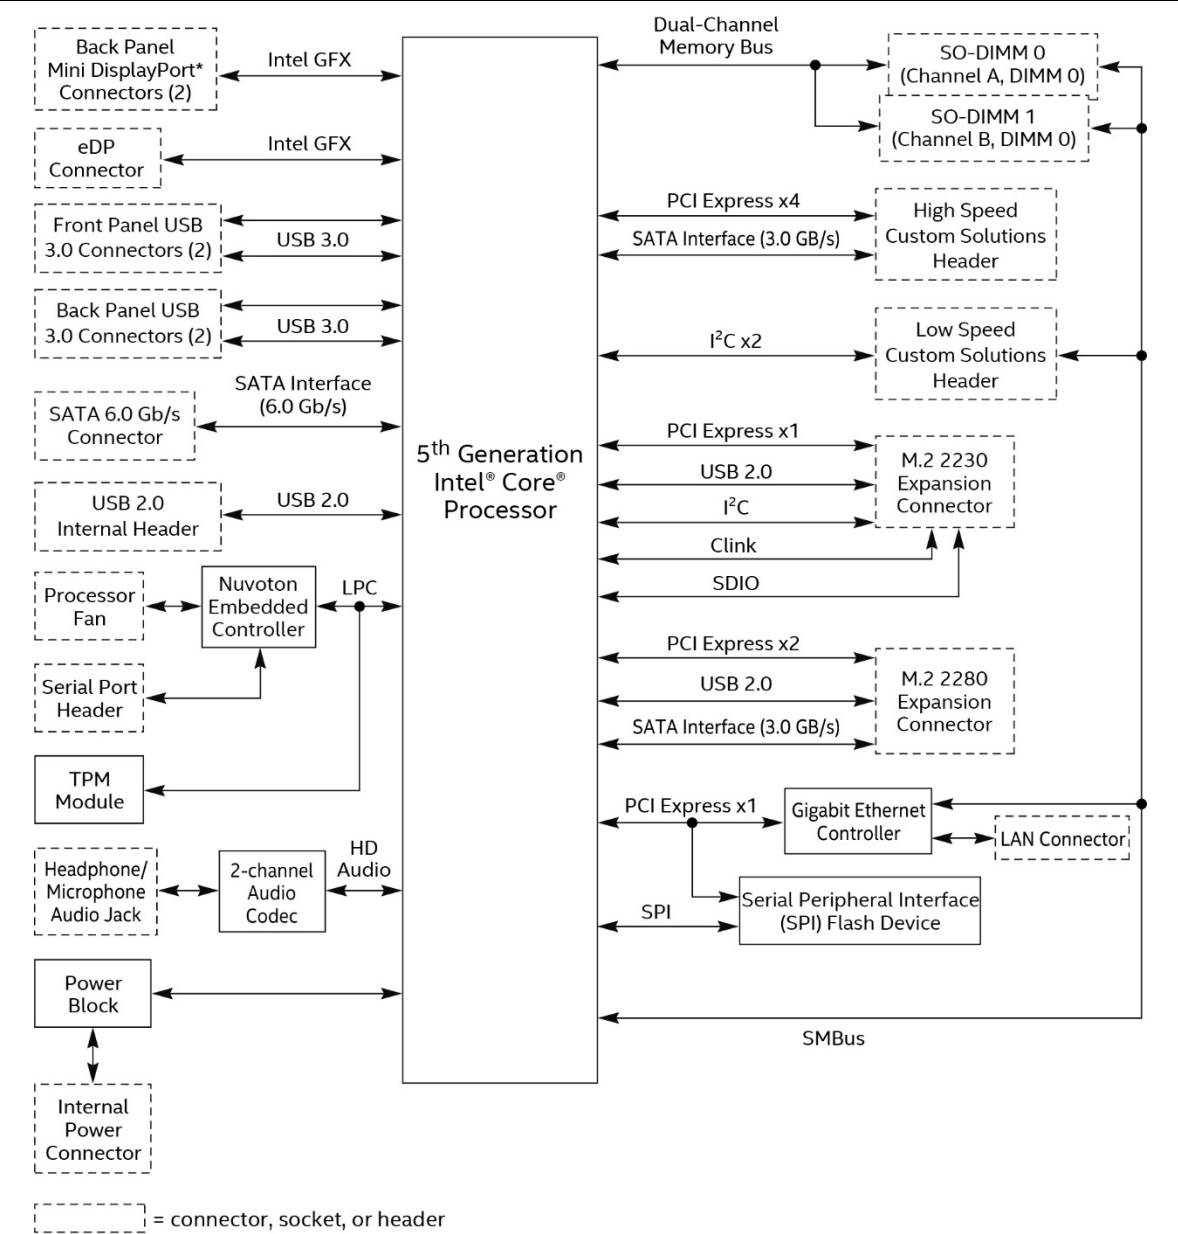 Back Panel
Mini DisplayPort*
Connectors (2)
Intel GFX
eDP
Connector
Intel GFX
Front Panel USB
3.0 Connectors (2)
USB 3.0
Back Panel USB
3.0 Connectors (2)
USB 3.0
SATA 6.0 Gb/s
Connector
SATA Interface
(6.0 Gb/s)
USB 2.0
Internal Header
USB 2.0
Processor
Fan
Nuvoton
Embedded
Controller
LPC
Serial Port
Header
TPM
Module
Headphone/
Microphone
Audio Jack
2-channel
Audio
Codec
HD
Audio
Power
Block
Internal
Power
Connector
5th Generation
Intel® Core®
Processor
Dual-Channel
Memory Bus
SO-DIMM 0
(Channel A, DIMM 0)
SO-DIMM 1
(Channel B, DIMM 0)
PCI Express x4
SATA Interface (3.0 GB/s)
High Speed
Custom Solutions
Header
I²C x2
Low Speed
Custom Solutions
Header
PCI Express x1
USB 2.0
I²C
Clink
SDIO
M.2 2230
Expansion
Connector
PCI Express x2
USB 2.0
SATA Interface (3.0 GB/s)
M.2 2280
Expansion
Connector
PCI Express x1
Gigabit Ethernet
Controller
LAN Connector
SPI
Serial Peripheral Interface
(SPI) Flash Device
SMBus
= connector, socket, or header